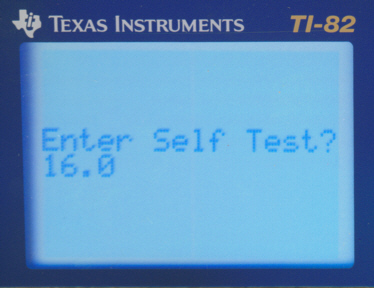 TEXAS INSTRUMENTS TI-82
Enter Self Test?
16.0